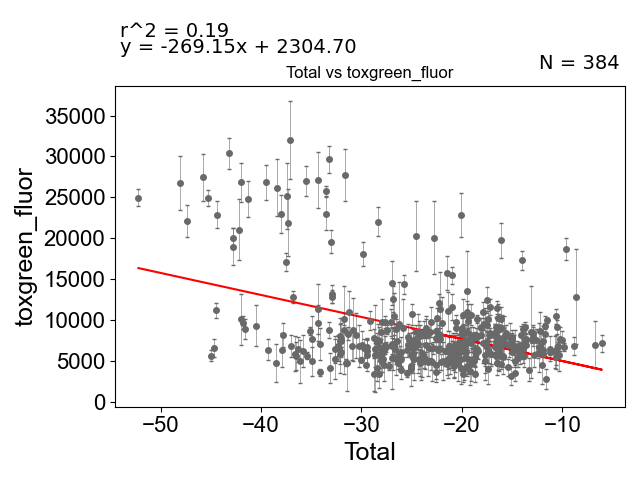 r^2 = 0.19
y = -269.15x + 2304.70
N = 384
Total vs toxgreen_fluor
toxgreen_fluor
35000
30000
25000
20000
15000
10000
5000
0
−50
−40
−30
−20
−10
Total